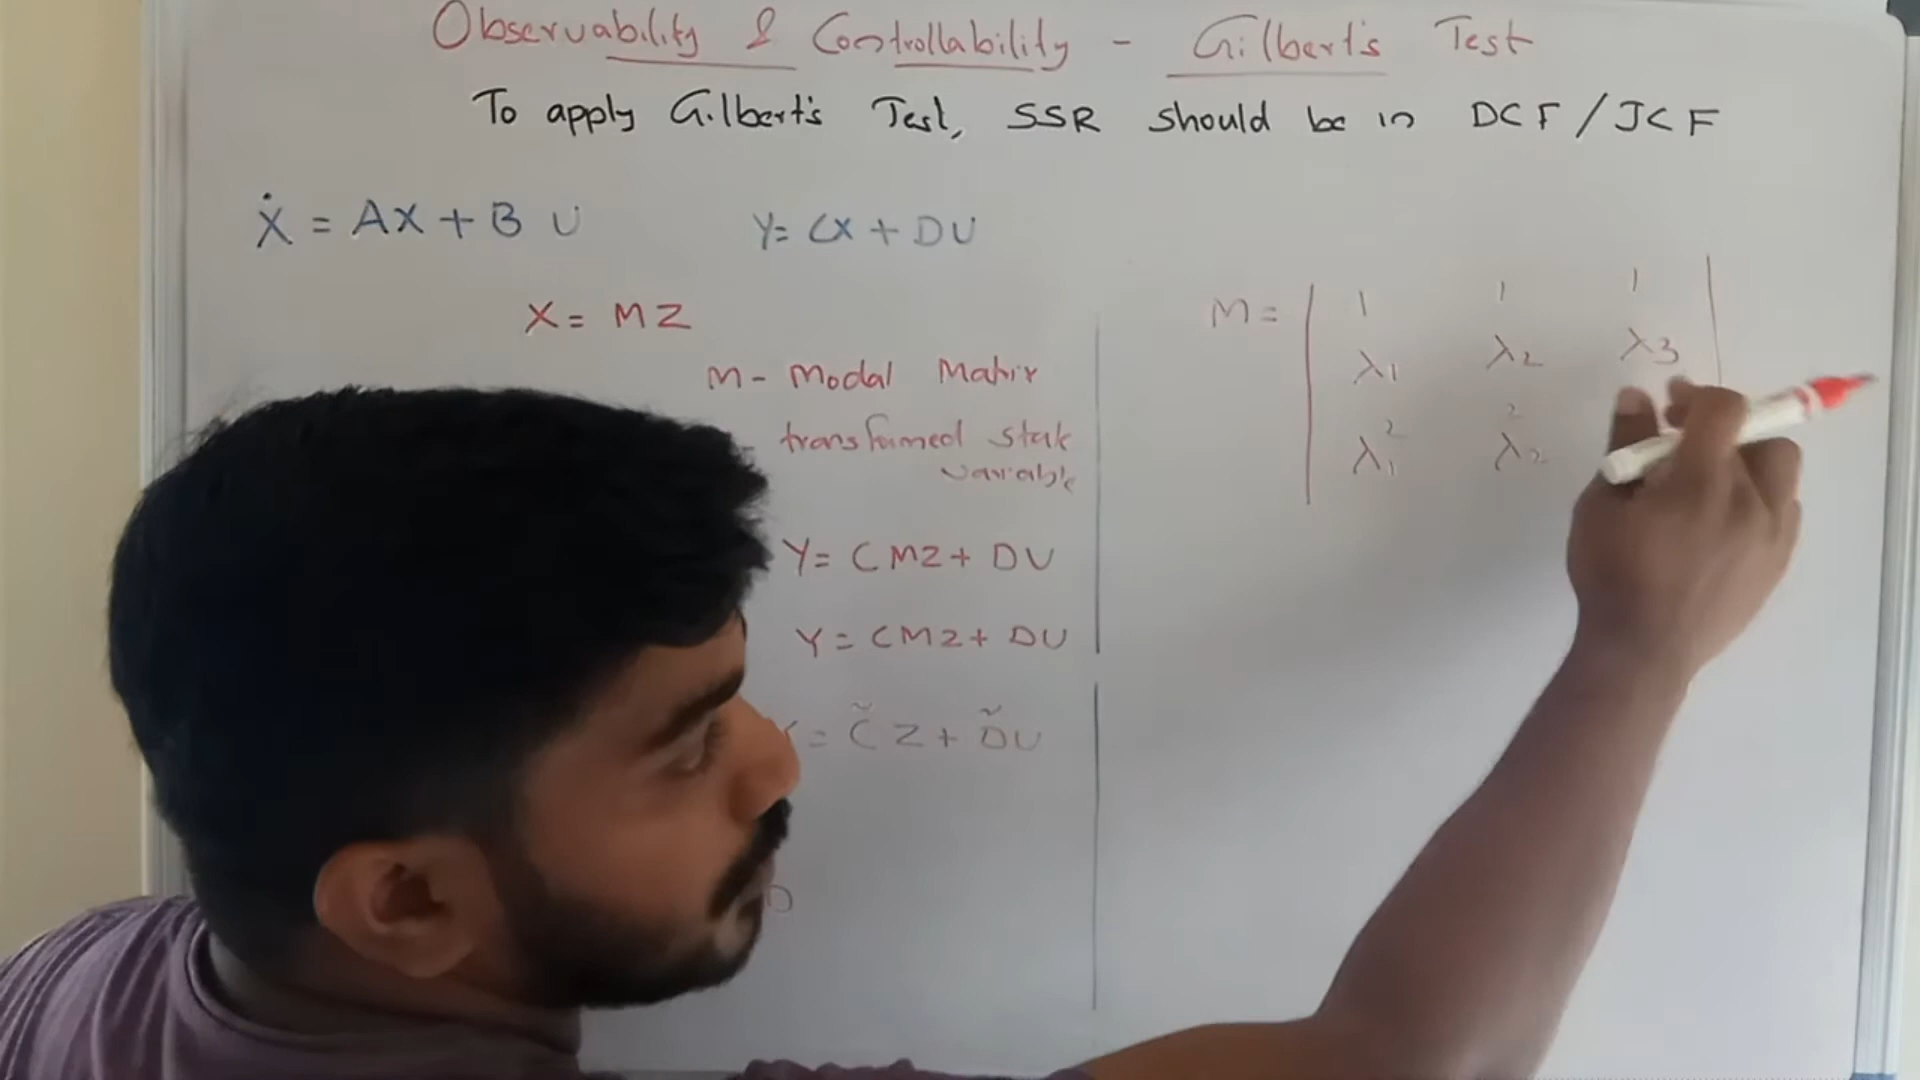 Observability & Controllability - Gilbert's Test
To apply Gilbert's Test, SSR should be in DCF / JCF
Ẋ = AX + B U
Y = CX + DU
X = MZ
M - Modal Matrix
- transformed state variable
Y = CMZ + DU
Y = CMZ + DU
= C̃ Z + D̃ U
M = | 1 1 1 |
λ₁ λ₂ λ₃
λ₁² λ₂²